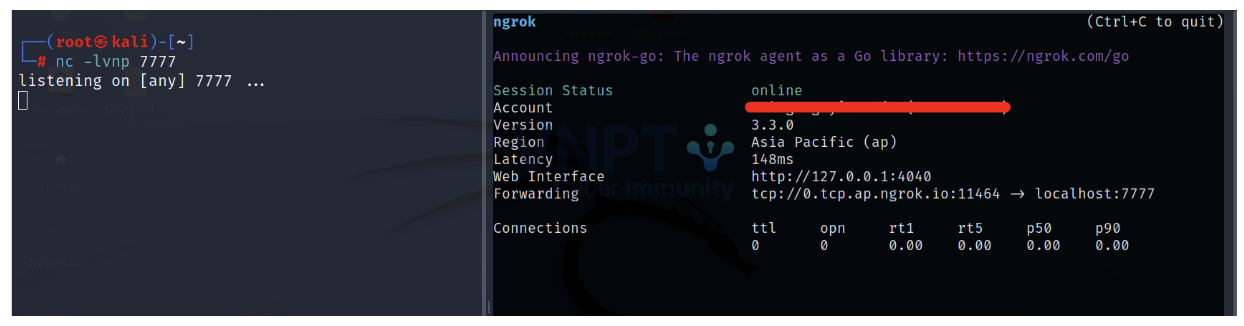 (root㉿kali)-[~]
# nc -lvnp 7777
listening on [any] 7777 ...
ngrok (Ctrl+C to quit)
Announcing ngrok-go: The ngrok agent as a Go library: https://ngrok.com/go
Session Status online
Account
Version 3.3.0
Region Asia Pacific (ap)
Latency 148ms
Web Interface http://127.0.0.1:4040
Forwarding tcp://0.tcp.ap.ngrok.io:11464 → localhost:7777
Connections ttl opn rt1 rt5 p50 p90
0 0 0.00 0.00 0.00 0.00
VNPT
Cyber Immunity